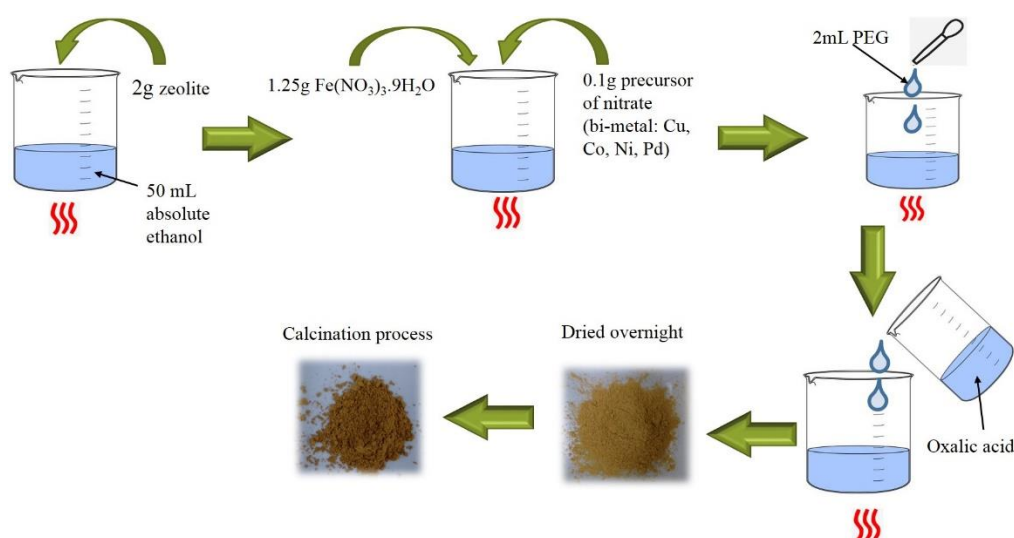 2g zeolite
50 mL
absolute
ethanol
1.25g Fe(NO₃)₃.9H₂O
0.1g precursor
of nitrate
(bi-metal: Cu,
Co, Ni, Pd)
2mL PEG
Oxalic acid
Dried overnight
Calcination process